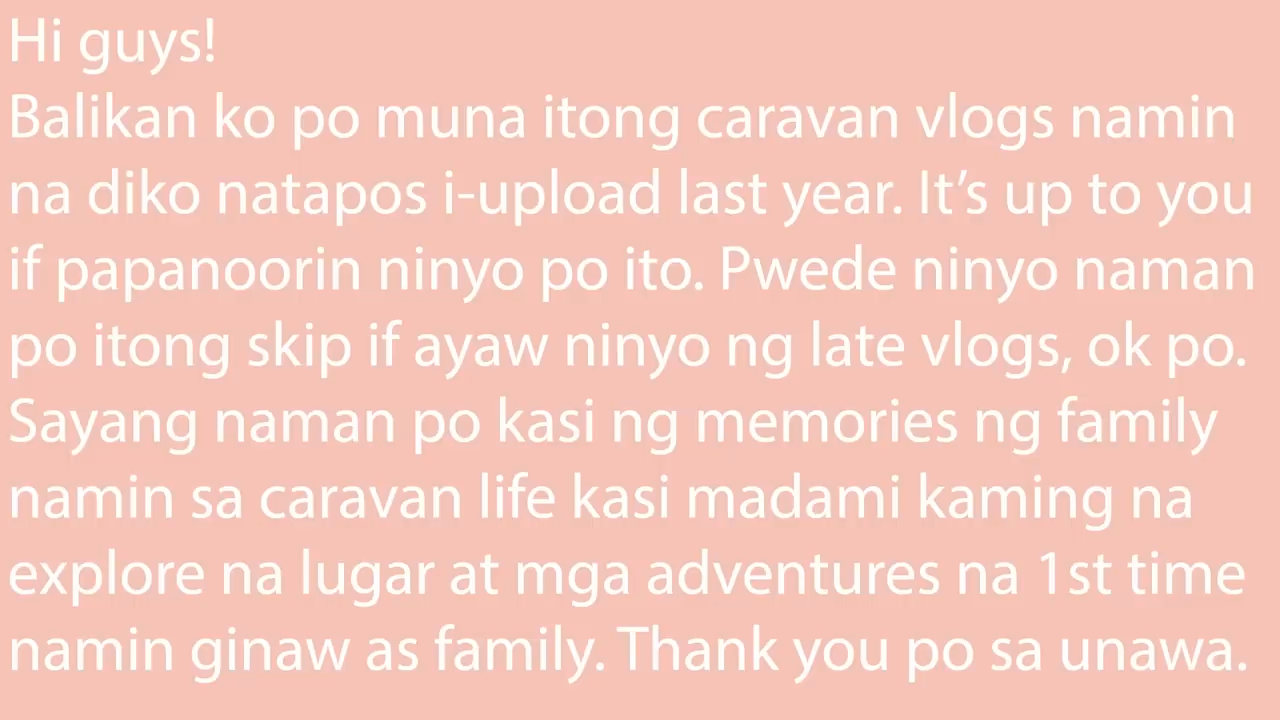 Hi guys!
Balikan ko po muna itong caravan vlogs namin
na diko natapos i-upload last year. It’s up to you
if papanoorin ninyo po ito. Pwede ninyo naman
po itong skip if ayaw ninyo ng late vlogs, ok po.
Sayang naman po kasi ng memories ng family
namin sa caravan life kasi madami kaming na
explore na lugar at mga adventures na 1st time
namin ginaw as family. Thank you po sa unawa.